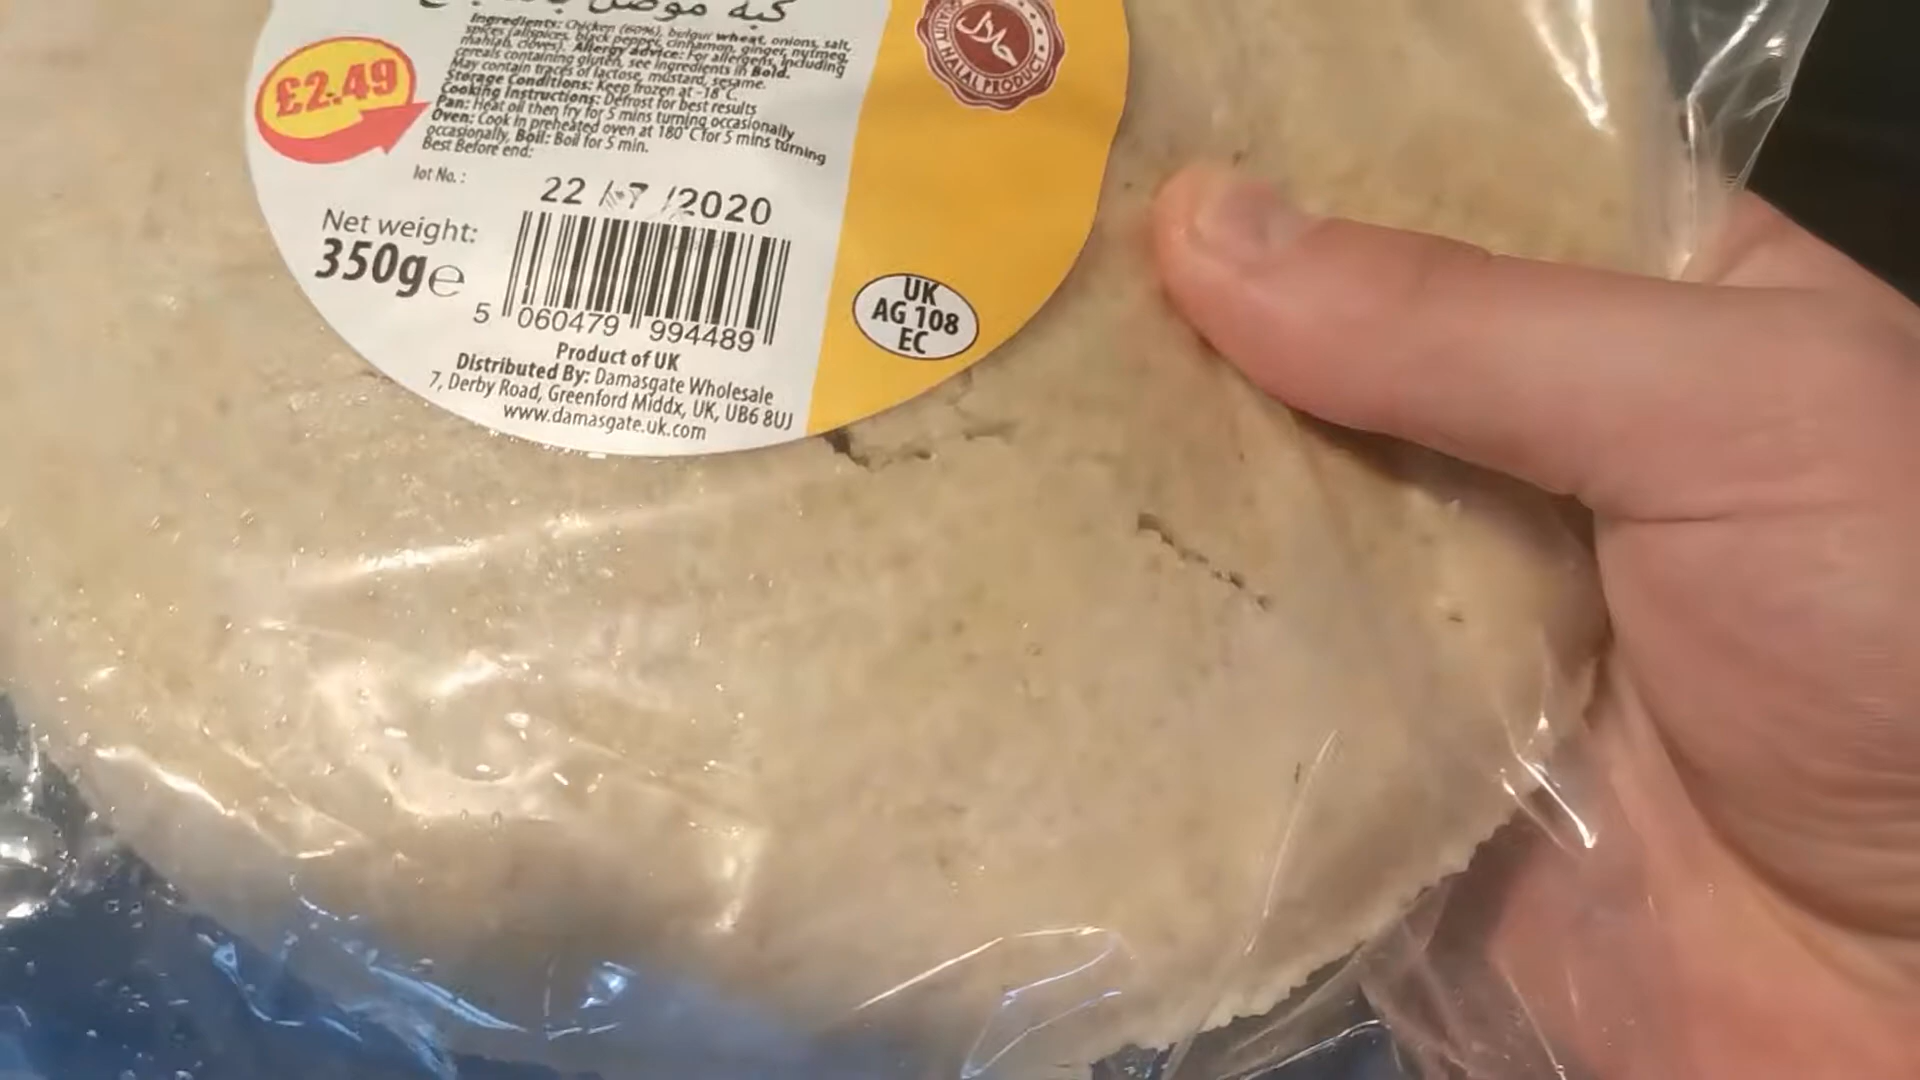 كبة موصل
Ingredients: Chicken (60%), bulgur wheat, onions, salt,
spices (allspices, black pepper, cinnamon, ginger, nutmeg,
mahlab, cloves). Allergy advice: For allergens, including
cereals containing gluten, see ingredients in Bold.
May contain traces of lactose, mustard, sesame.
Storage Conditions: Keep frozen at -18°C.
Cooking Instructions: Defrost for best results
Pan: Heat oil then fry for 5 mins turning occasionally
Oven: Cook in preheated oven at 180°C for 5 mins turning
occasionally, Boil: Boil for 5 min.
Best Before end:
lot No.:
22 / 7 /2020
£2.49
Net weight:
350g℮
5 060479 994489
Product of UK
Distributed By: Damasgate Wholesale
7, Derby Road, Greenford Middx, UK, UB6 8UJ
www.damasgate.uk.com
حلال
HALAL PRODUCT
UK
AG 108
EC